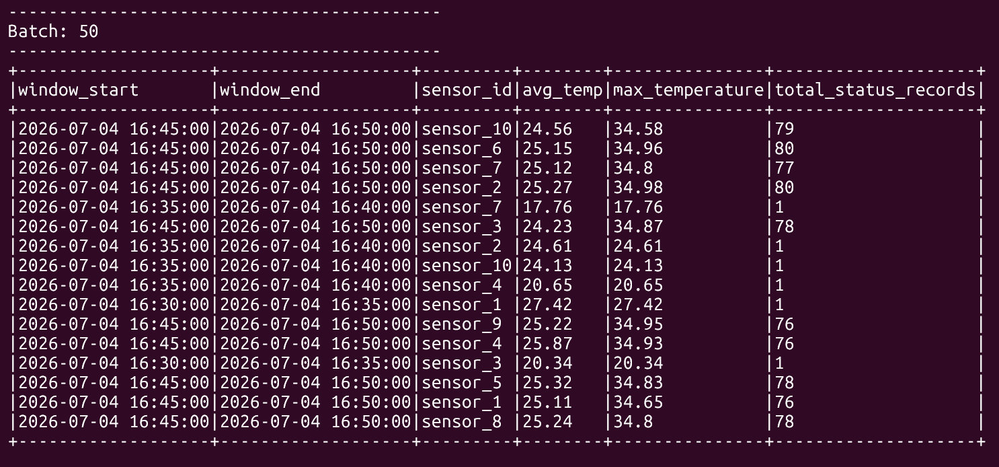 -------------------------------------------
Batch: 50
-------------------------------------------
+-------------------+-------------------+---------+--------+---------------+--------------------+
|window_start       |window_end         |sensor_id|avg_temp|max_temperature|total_status_records|
+-------------------+-------------------+---------+--------+---------------+--------------------+
|2026-07-04 16:45:00|2026-07-04 16:50:00|sensor_10|24.56   |34.58          |79                  |
|2026-07-04 16:45:00|2026-07-04 16:50:00|sensor_6 |25.15   |34.96          |80                  |
|2026-07-04 16:45:00|2026-07-04 16:50:00|sensor_7 |25.12   |34.8           |77                  |
|2026-07-04 16:45:00|2026-07-04 16:50:00|sensor_2 |25.27   |34.98          |80                  |
|2026-07-04 16:35:00|2026-07-04 16:40:00|sensor_7 |17.76   |17.76          |1                   |
|2026-07-04 16:45:00|2026-07-04 16:50:00|sensor_3 |24.23   |34.87          |78                  |
|2026-07-04 16:35:00|2026-07-04 16:40:00|sensor_2 |24.61   |24.61          |1                   |
|2026-07-04 16:35:00|2026-07-04 16:40:00|sensor_10|24.13   |24.13          |1                   |
|2026-07-04 16:35:00|2026-07-04 16:40:00|sensor_4 |20.65   |20.65          |1                   |
|2026-07-04 16:30:00|2026-07-04 16:35:00|sensor_1 |27.42   |27.42          |1                   |
|2026-07-04 16:45:00|2026-07-04 16:50:00|sensor_9 |25.22   |34.95          |76                  |
|2026-07-04 16:45:00|2026-07-04 16:50:00|sensor_4 |25.87   |34.93          |76                  |
|2026-07-04 16:30:00|2026-07-04 16:35:00|sensor_3 |20.34   |20.34          |1                   |
|2026-07-04 16:45:00|2026-07-04 16:50:00|sensor_5 |25.32   |34.83          |78                  |
|2026-07-04 16:45:00|2026-07-04 16:50:00|sensor_1 |25.11   |34.65          |76                  |
|2026-07-04 16:45:00|2026-07-04 16:50:00|sensor_8 |25.24   |34.8           |78                  |
+-------------------+-------------------+---------+--------+---------------+--------------------+